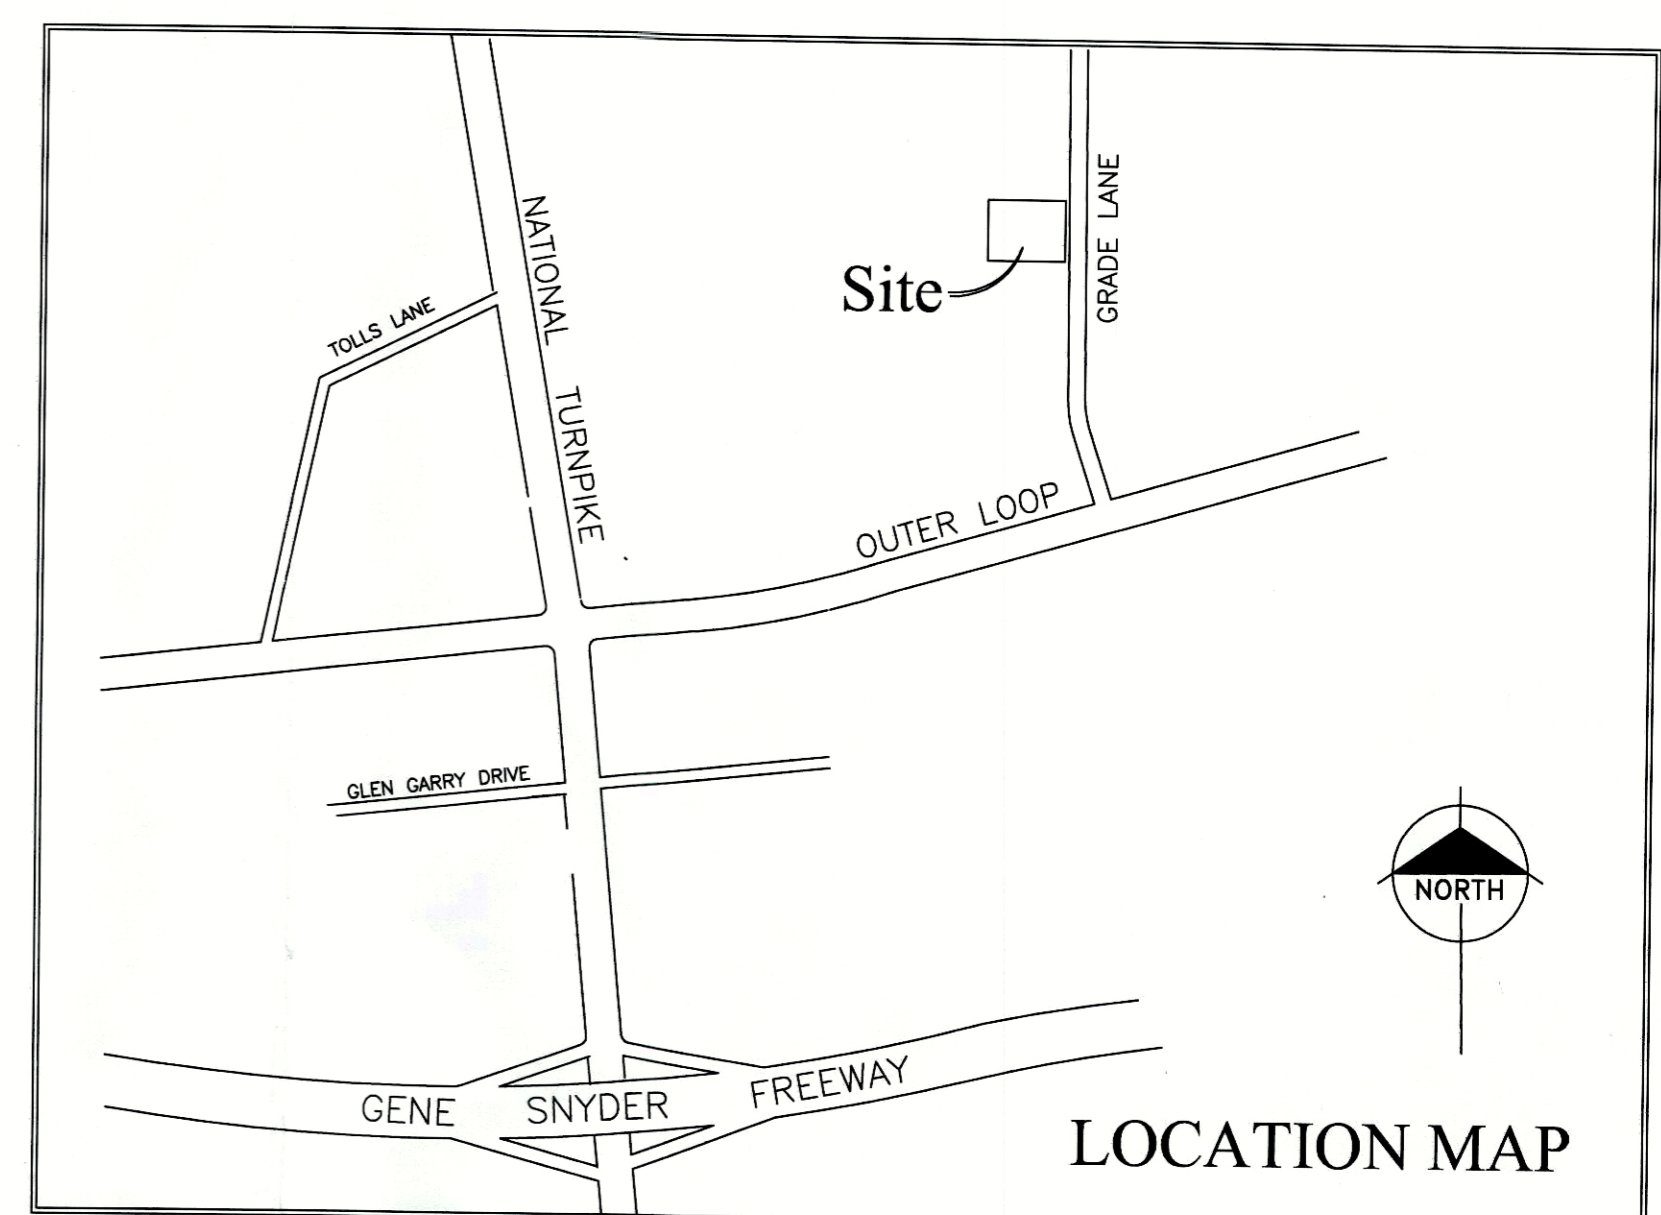 NATIONAL TURNPIKE
GRADE LANE
Site
TOLLS LANE
OUTER LOOP
GLEN GARRY DRIVE
NORTH
GENE SNYDER FREEWAY
LOCATION MAP